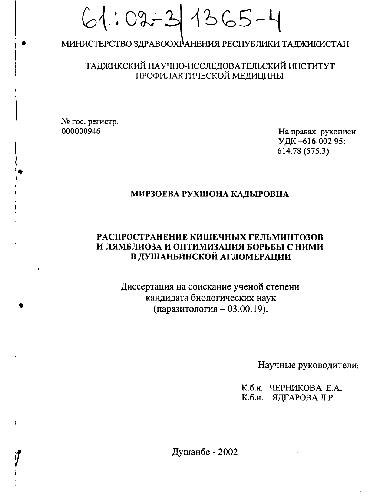 61:02-3/1365-4
МИНИСТЕРСТВО ЗДРАВООХРАНЕНИЯ РЕСПУБЛИКИ ТАДЖИКИСТАН
ТАДЖИКСКИЙ НАУЧНО-ИССЛЕДОВАТЕЛЬСКИЙ ИНСТИТУТ
ПРОФИЛАКТИЧЕСКОЙ МЕДИЦИНЫ
№ гос. регистр.
000000946
На правах рукописи
УДК –616-002 95:
614.78 (575.3)
МИРЗОЕВА РУХШОНА КАДЫРОВНА
РАСПРОСТРАНЕНИЕ КИШЕЧНЫХ ГЕЛЬМИНТОЗОВ
И ЛЯМБЛИОЗА И ОПТИМИЗАЦИЯ БОРЬБЫ С НИМИ
В ДУШАНБИНСКОЙ АГЛОМЕРАЦИИ
Диссертация на соискание ученой степени
кандидата биологических наук
(паразитология – 03.00.19).
Научные руководители:
К.б.н. ЧЕРНИКОВА Е.А.
К.б.н. ЯДГАРОВА Л.Р.
Душанбе - 2002